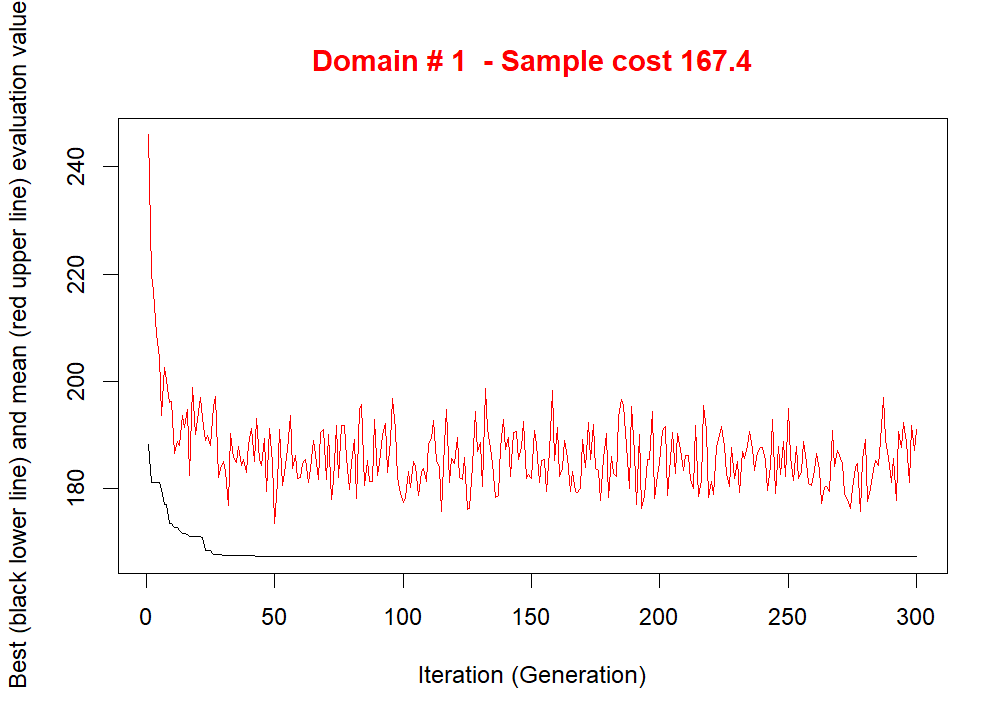 Domain # 1 - Sample cost 167.4
Best (black lower line) and mean (red upper line) evaluation value
240
220
200
180
0 50 100 150 200 250 300
Iteration (Generation)